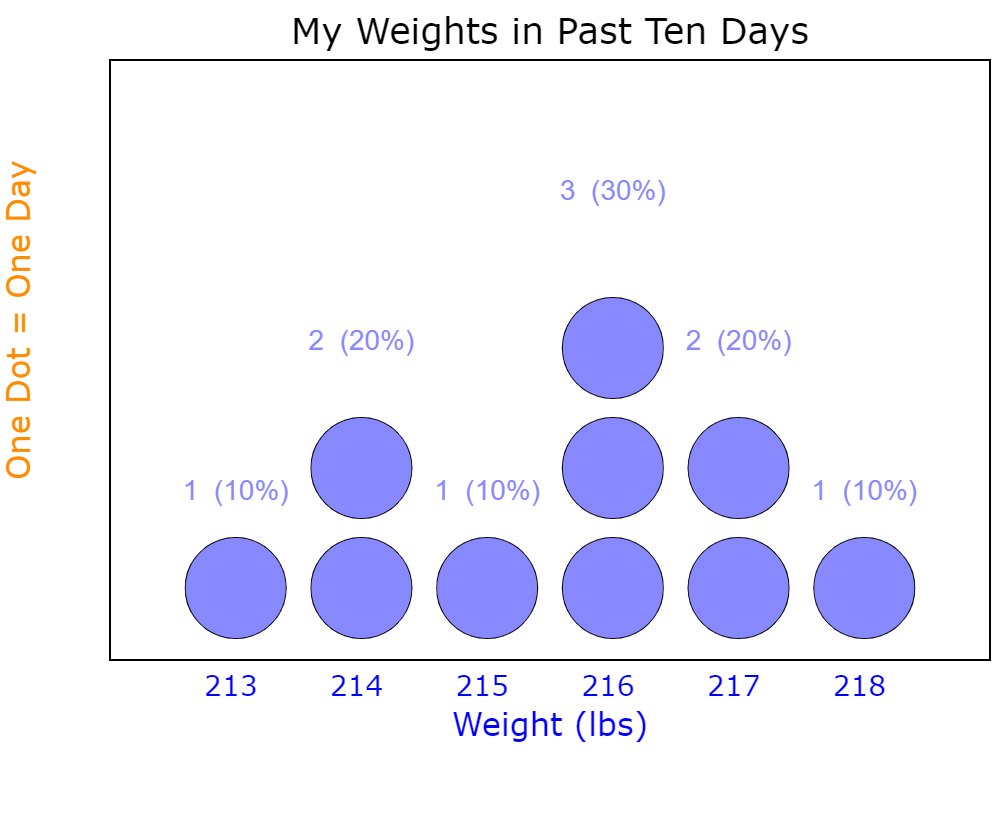 My Weights in Past Ten Days
One Dot = One Day
3 (30%)
2 (20%)
2 (20%)
1 (10%)
1 (10%)
1 (10%)
213 214 215 216 217 218
Weight (lbs)